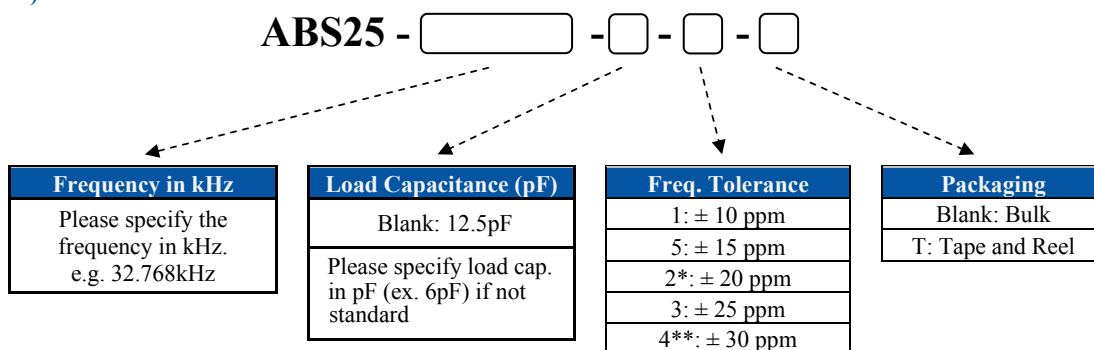 )
ABS25 - - - -
Frequency in kHz
Please specify the
frequency in kHz.
e.g. 32.768kHz
Load Capacitance (pF)
Blank: 12.5pF
Please specify load cap.
in pF (ex. 6pF) if not
standard
Freq. Tolerance
1: ± 10 ppm
5: ± 15 ppm
2*: ± 20 ppm
3: ± 25 ppm
4**: ± 30 ppm
Packaging
Blank: Bulk
T: Tape and Reel